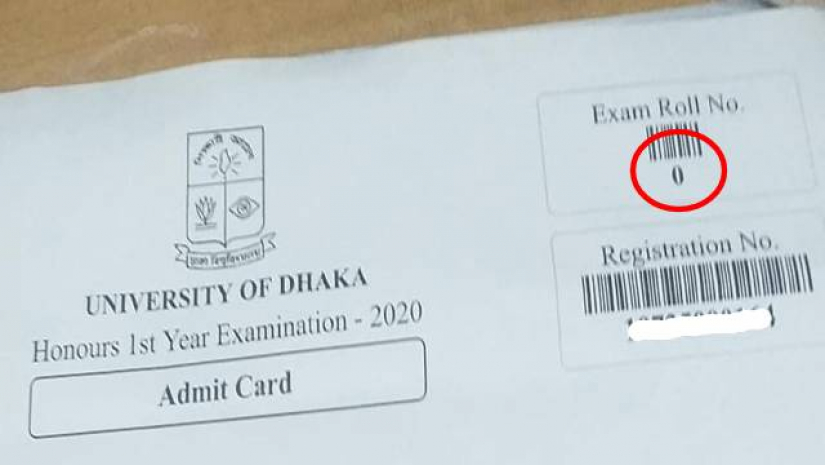 Exam Roll No.
0
Registration No.
UNIVERSITY OF DHAKA
Honours 1st Year Examination - 2020
Admit Card